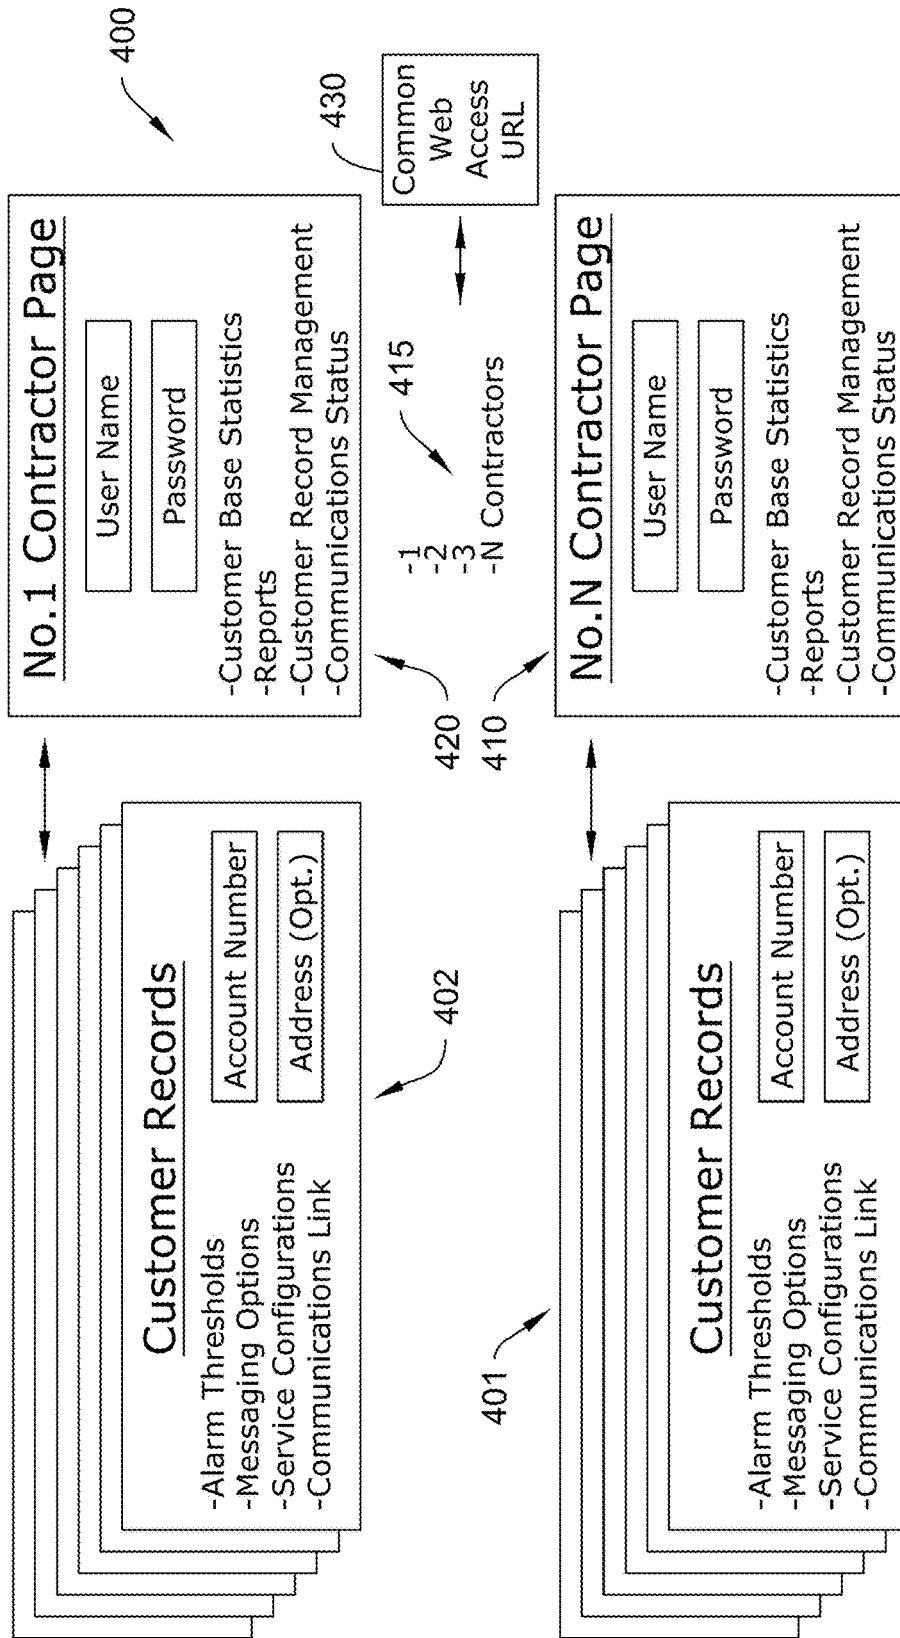 400
No.1 Contractor Page
User Name
Password
-Customer Base Statistics
-Reports
-Customer Record Management
-Communications Status
420
Customer Records
Account Number
Address (Opt.)
-Alarm Thresholds
-Messaging Options
-Service Configurations
-Communications Link
402
415
-1
-2
-3
-N Contractors
430
Common
Web
Access
URL
410
No.N Contractor Page
User Name
Password
-Customer Base Statistics
-Reports
-Customer Record Management
-Communications Status
401
Customer Records
Account Number
Address (Opt.)
-Alarm Thresholds
-Messaging Options
-Service Configurations
-Communications Link